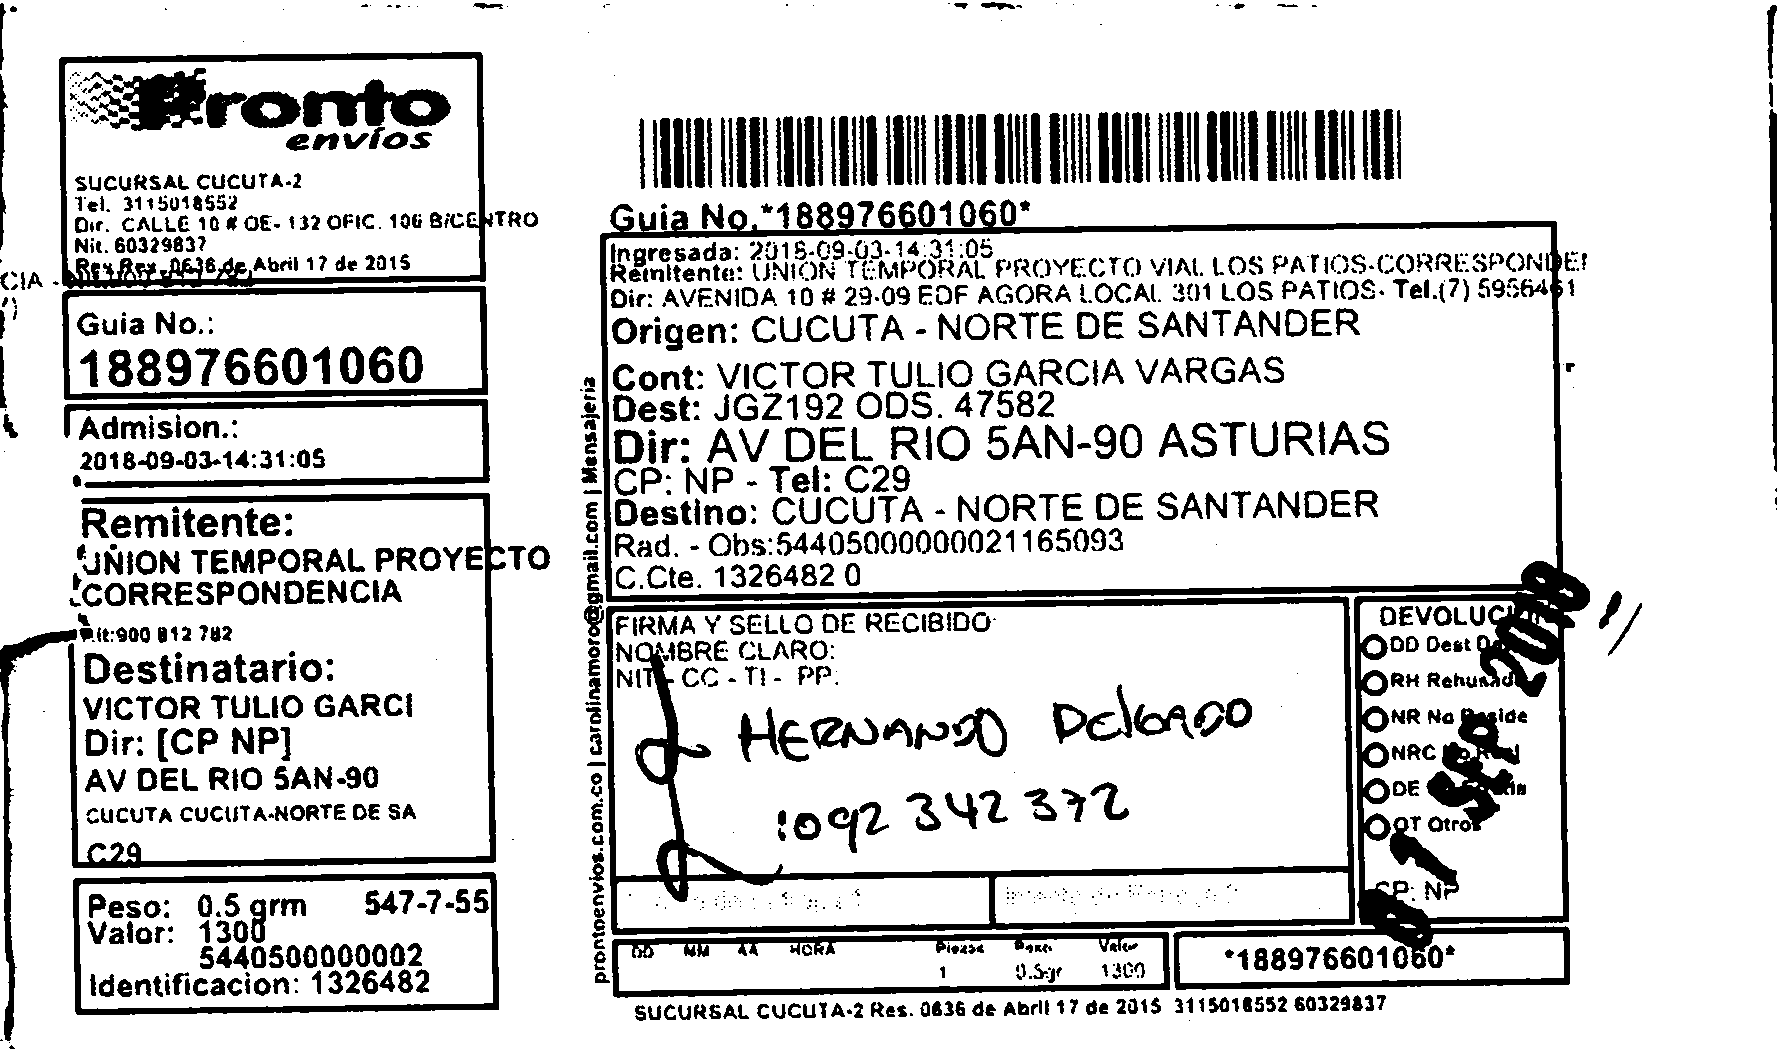 Pronto
envíos
SUCURSAL CUCUTA-2
Tel. 3115018552
Dir. CALLE 10 # OE- 132 OFIC. 106 B/CENTRO
Nit. 60329837
Res. 0636 de Abril 17 de 2015
CIA -
Guia No.:
188976601060
Admision.:
2018-09-03-14:31:05
Remitente:
UNION TEMPORAL PROYECTO
CORRESPONDENCIA
Nit:900 812 782
Destinatario:
VICTOR TULIO GARCI
Dir: [CP NP]
AV DEL RIO 5AN-90
CUCUTA CUCUTA-NORTE DE SA
C29
Peso: 0.5 grm 547-7-55
Valor: 1300
5440500000002
Identificacion: 1326482
prontoenvios.com.co | carolinamoro@gmail.com | Mensajeria
Guia No.*188976601060*
Ingresada: 2018-09-03-14:31:05
Remitente: UNION TEMPORAL PROYECTO VIAL LOS PATIOS-CORRESPONDE
Dir: AVENIDA 10 # 29-09 EDF AGORA LOCAL 301 LOS PATIOS- Tel.(7) 5956461
Origen: CUCUTA - NORTE DE SANTANDER
Cont: VICTOR TULIO GARCIA VARGAS
Dest: JGZ192 ODS. 47582
Dir: AV DEL RIO 5AN-90 ASTURIAS
CP: NP - Tel: C29
Destino: CUCUTA - NORTE DE SANTANDER
Rad. - Obs:54405000000021165093
C.Cte. 1326482 0
FIRMA Y SELLO DE RECIBIDO
NOMBRE CLARO:
NIT - CC - TI - PP.
HERNANDO DELGADO
1092 342 372
DEVOLUCI
DD Dest
RH Rehusado
NR No Reside
NRC No
DE
OT Otros
CP: NP
SEP 2018
DD MM AA HORA Piezas Peso Valor
1 0.5gr 1300
*188976601060*
SUCURSAL CUCUTA-2 Res. 0636 de Abril 17 de 2015 3115018552 60329837